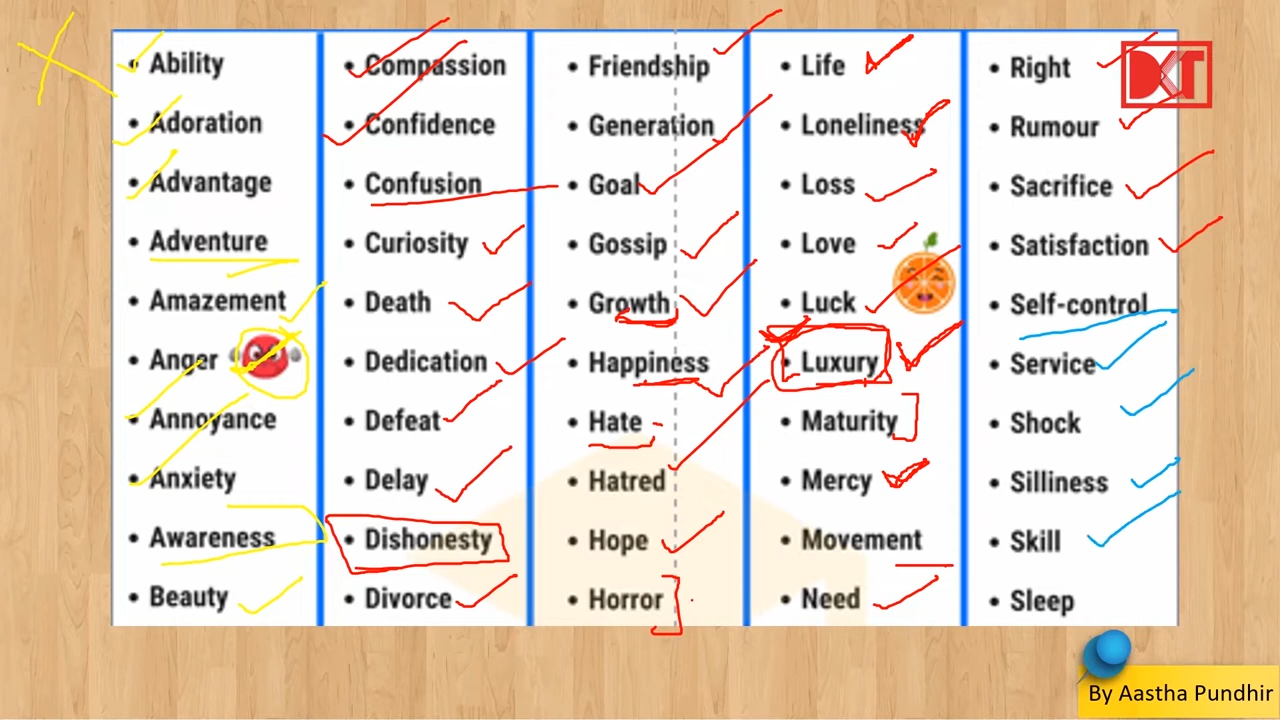 • Ability
• Adoration
• Advantage
• Adventure
• Amazement
• Anger
• Annoyance
• Anxiety
• Awareness
• Beauty
• Compassion
• Confidence
• Confusion
• Curiosity
• Death
• Dedication
• Defeat
• Delay
• Dishonesty
• Divorce
• Friendship
• Generation
• Goal
• Gossip
• Growth
• Happiness
• Hate
• Hatred
• Hope
• Horror
• Life
• Loneliness
• Loss
• Love
• Luck
• Luxury
• Maturity
• Mercy
• Movement
• Need
• Right
• Rumour
• Sacrifice
• Satisfaction
• Self-control
• Service
• Shock
• Silliness
• Skill
• Sleep
DKT
By Aastha Pundhir